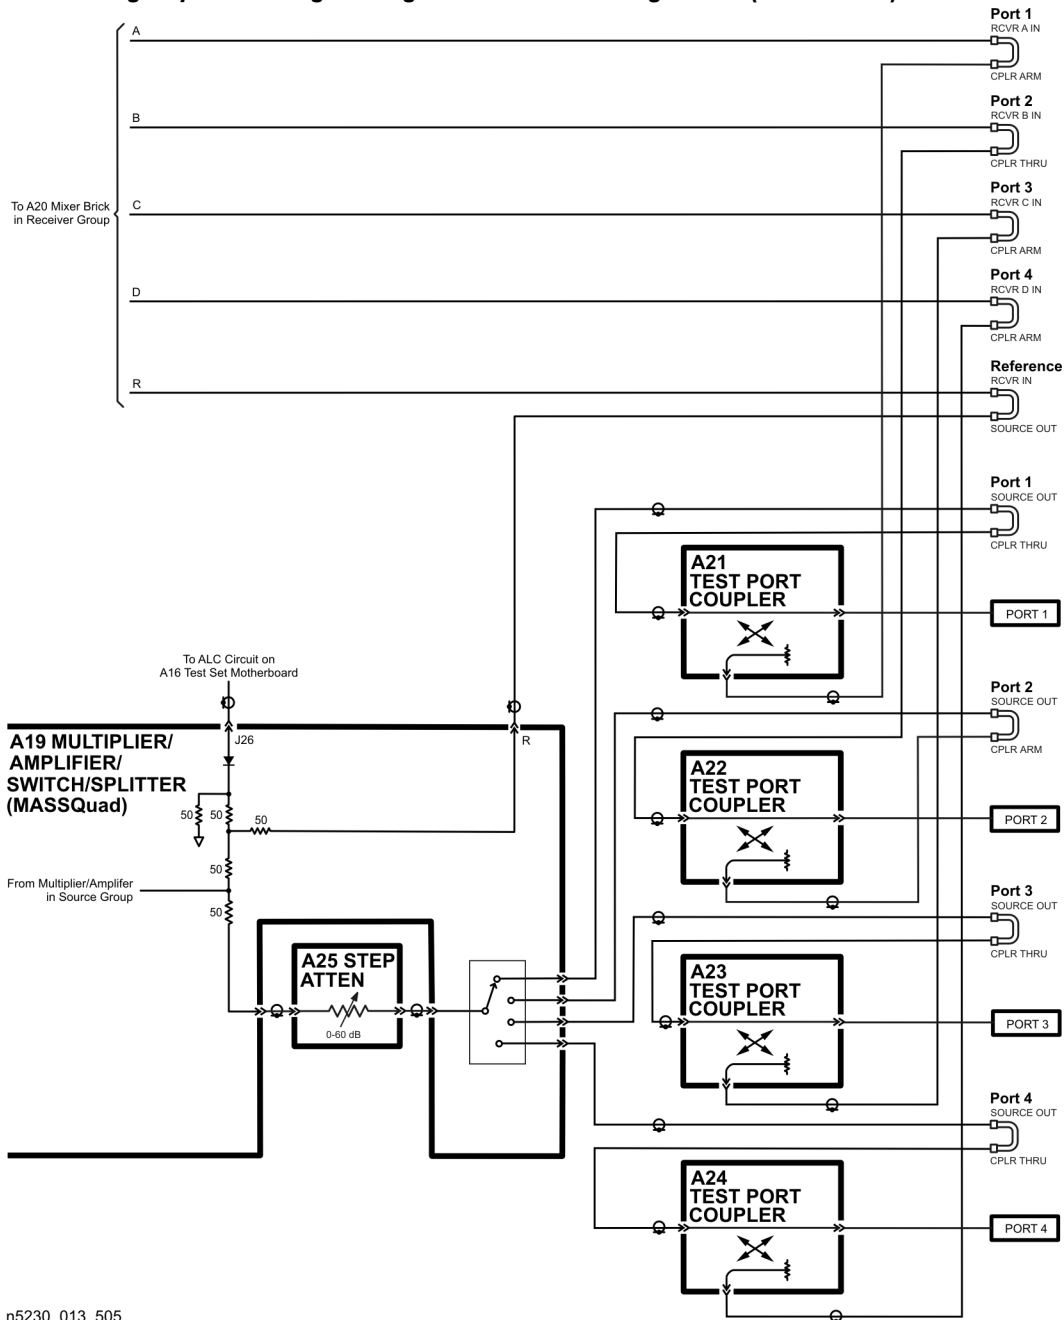 Port 1
RCVR A IN
A
CPLR ARM
Port 2
RCVR B IN
B
CPLR THRU
Port 3
RCVR C IN
To A20 Mixer Brick
in Receiver Group
C
CPLR ARM
Port 4
RCVR D IN
D
CPLR ARM
Reference
RCVR IN
R
SOURCE OUT
Port 1
SOURCE OUT
CPLR THRU
A21
TEST PORT
COUPLER
PORT 1
To ALC Circuit on
A16 Test Set Motherboard
Port 2
SOURCE OUT
J26
R
CPLR ARM
A19 MULTIPLIER/
AMPLIFIER/
SWITCH/SPLITTER
(MASSQuad)
A22
TEST PORT
COUPLER
50
50
50
PORT 2
50
From Multiplier/Amplifer
in Source Group
50
Port 3
SOURCE OUT
CPLR THRU
A25 STEP
ATTEN
0-60 dB
A23
TEST PORT
COUPLER
PORT 3
Port 4
SOURCE OUT
CPLR THRU
A24
TEST PORT
COUPLER
PORT 4
n5230_013_505